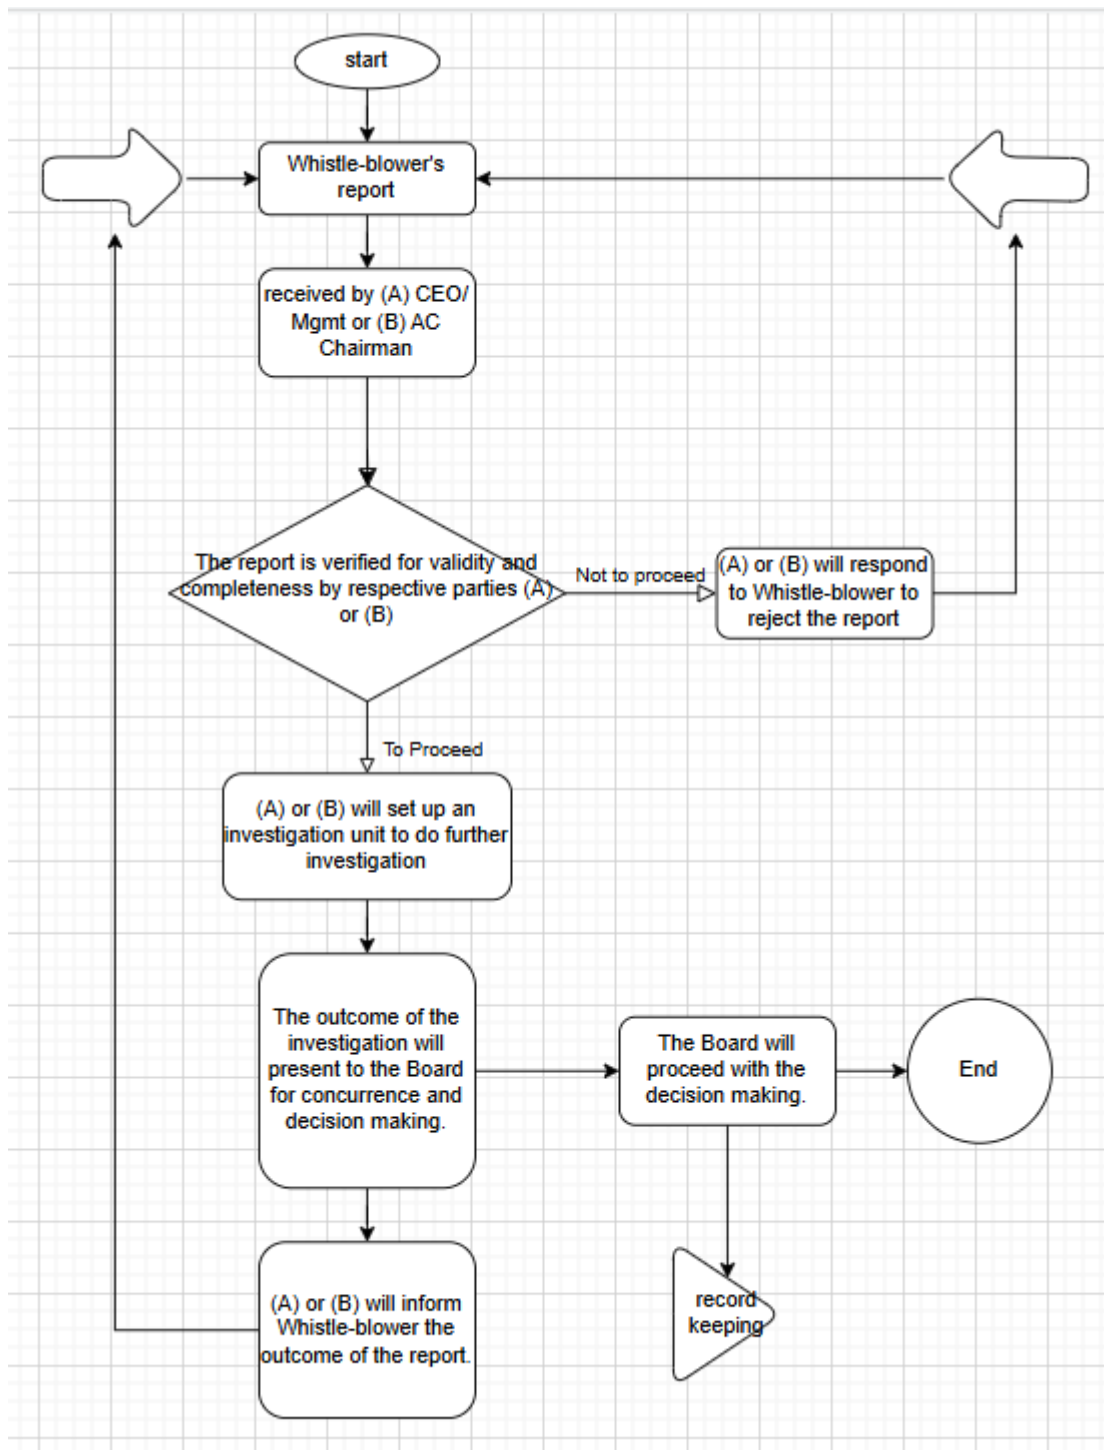 start
Whistle-blower's
report
received by (A) CEO/
Mgmt or (B) AC
Chairman
The report is verified for validity and
completeness by respective parties (A)
or (B)
Not to proceed
(A) or (B) will respond
to Whistle-blower to
reject the report
To Proceed
(A) or (B) will set up an
investigation unit to do further
investigation
The outcome of the
investigation will
present to the Board
for concurrence and
decision making.
The Board will
proceed with the
decision making.
End
(A) or (B) will inform
Whistle-blower the
outcome of the report.
record
keeping